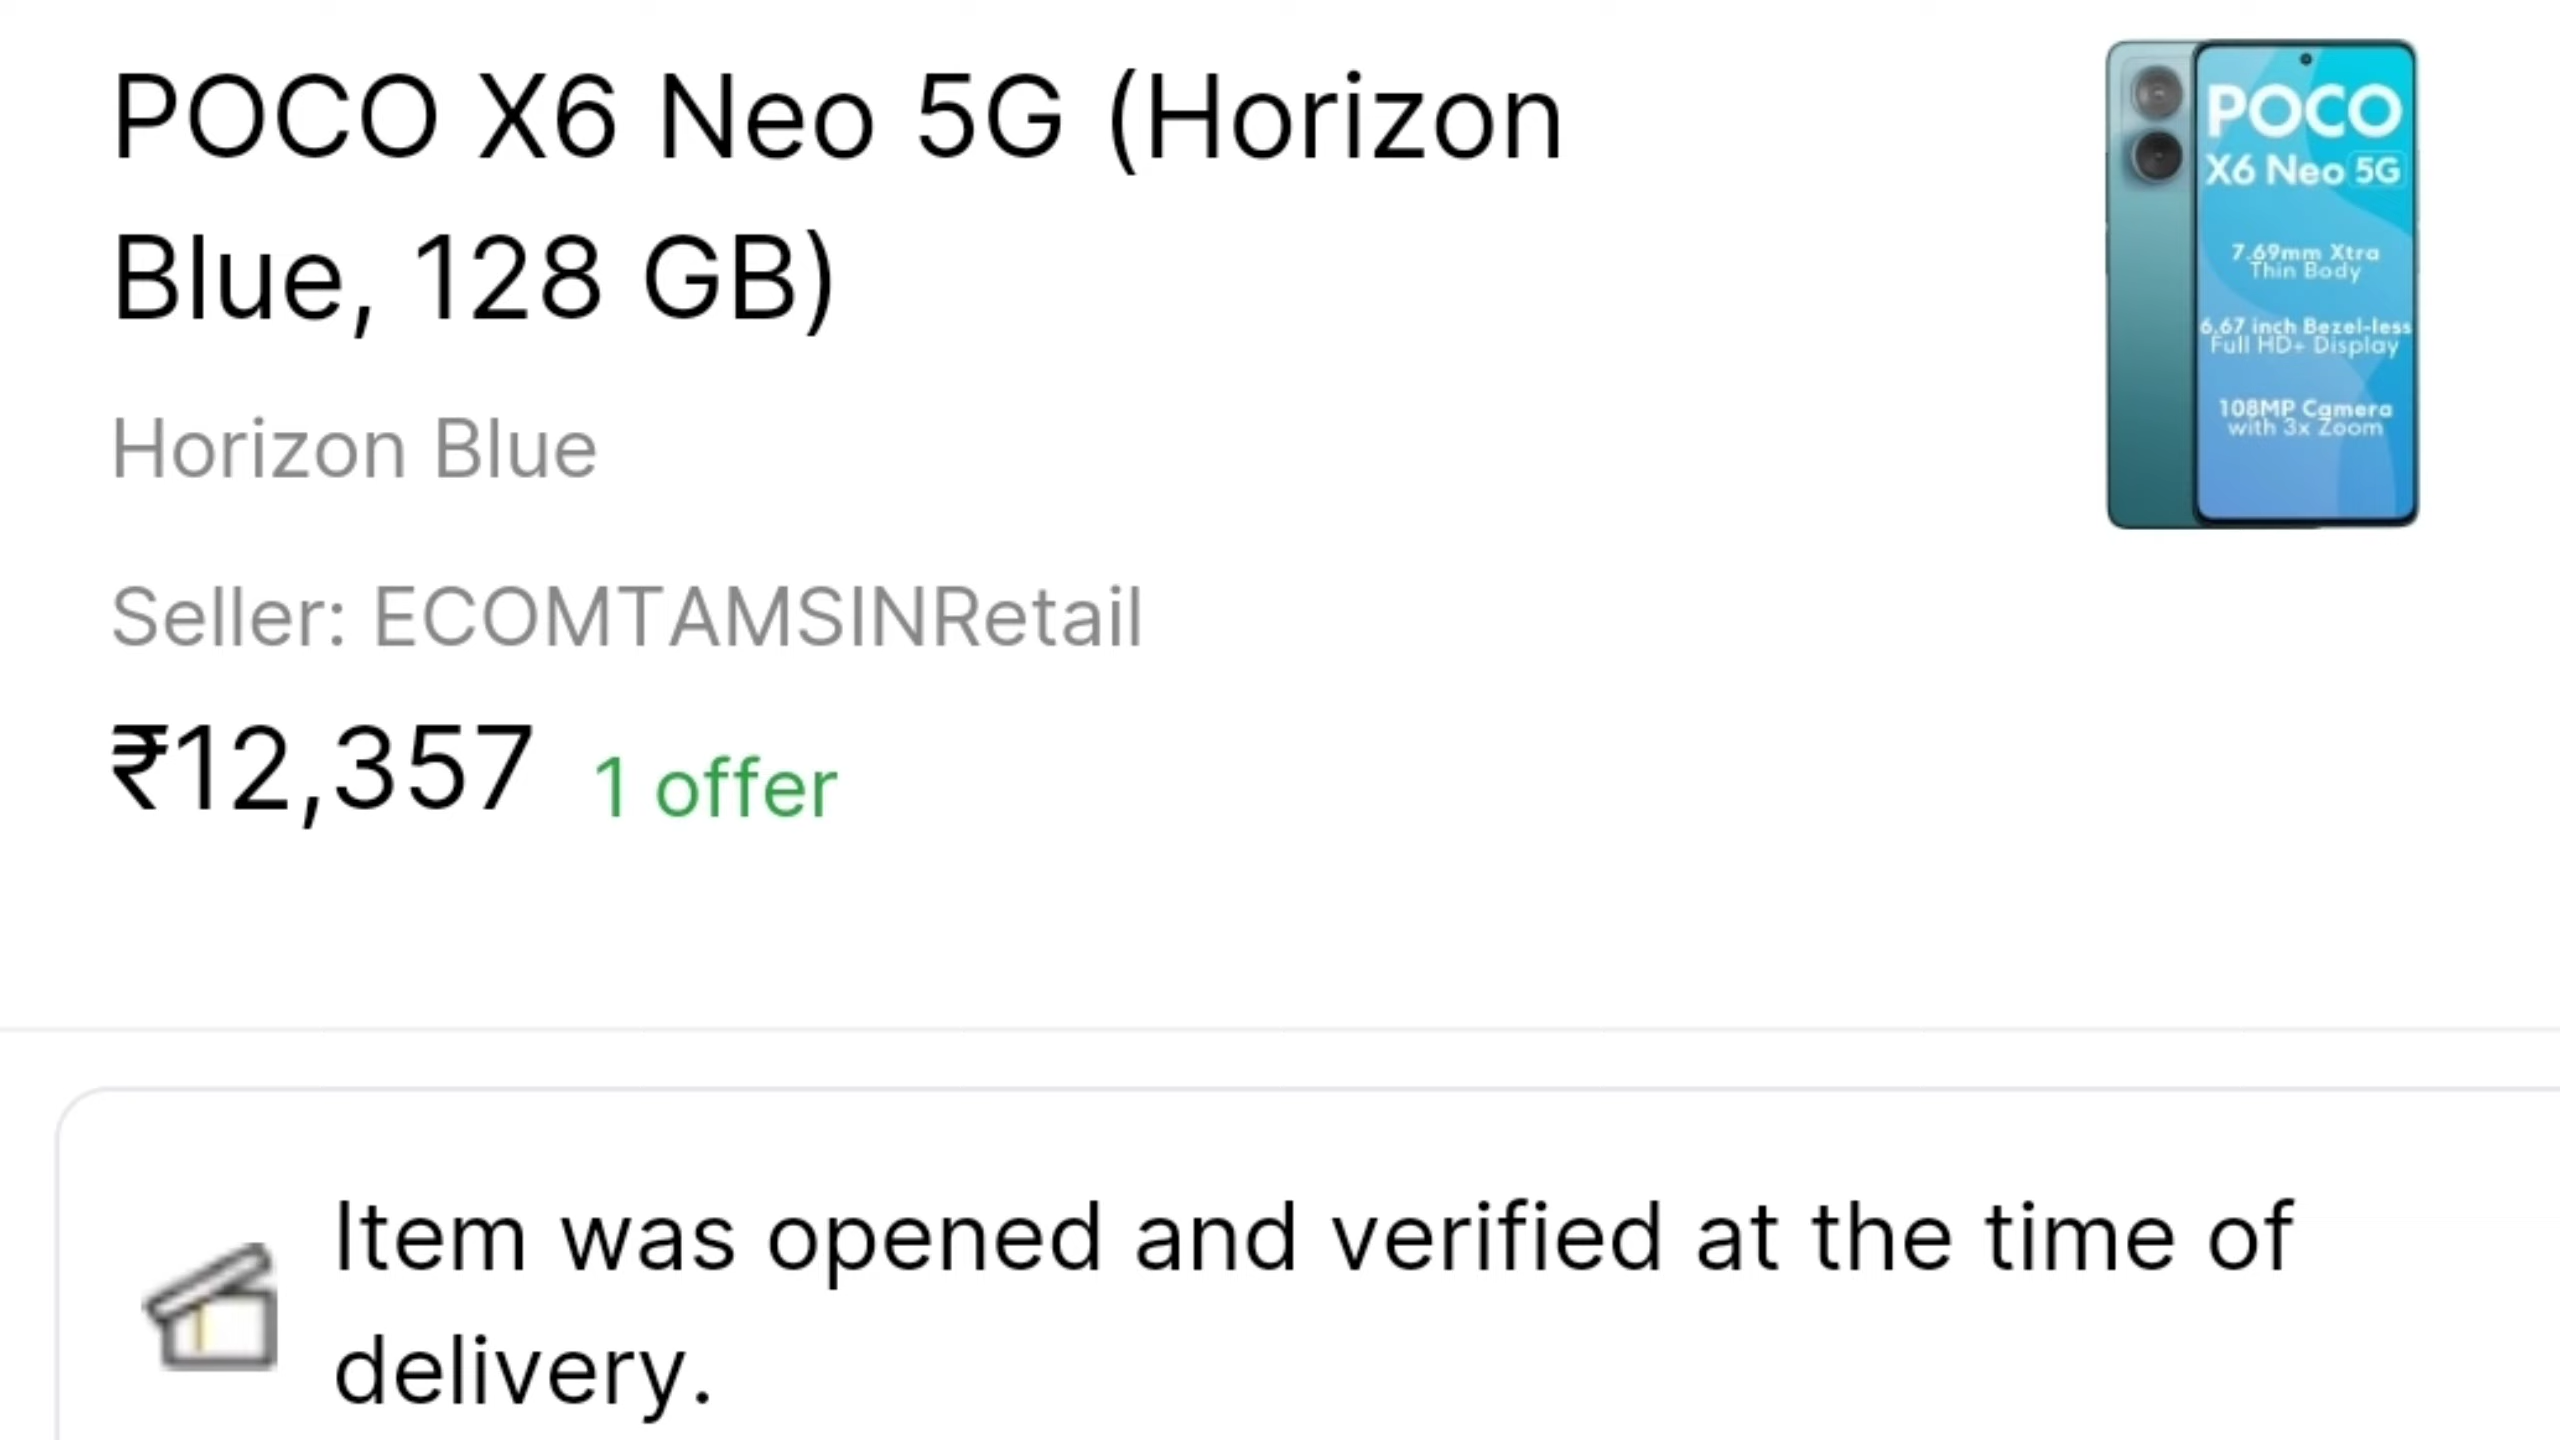 POCO X6 Neo 5G (Horizon
Blue, 128 GB)
Horizon Blue
Seller: ECOMTAMSINRetail
₹12,357 1 offer
POCO
X6 Neo 5G
7.69mm Xtra
Thin Body
6.67 inch Bezel-less
Full HD+ Display
108MP Camera
with 3x Zoom
Item was opened and verified at the time of
delivery.